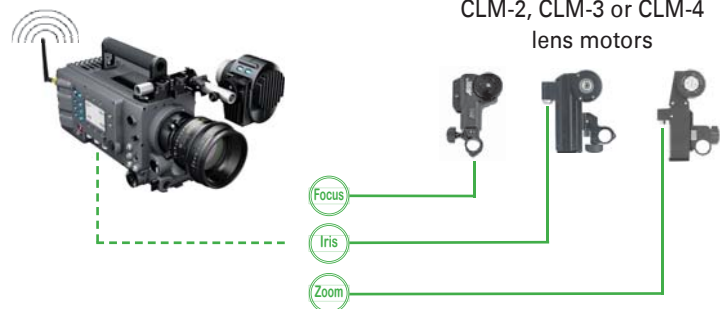 CLM-2, CLM-3 or CLM-4
lens motors
Focus
Iris
Zoom